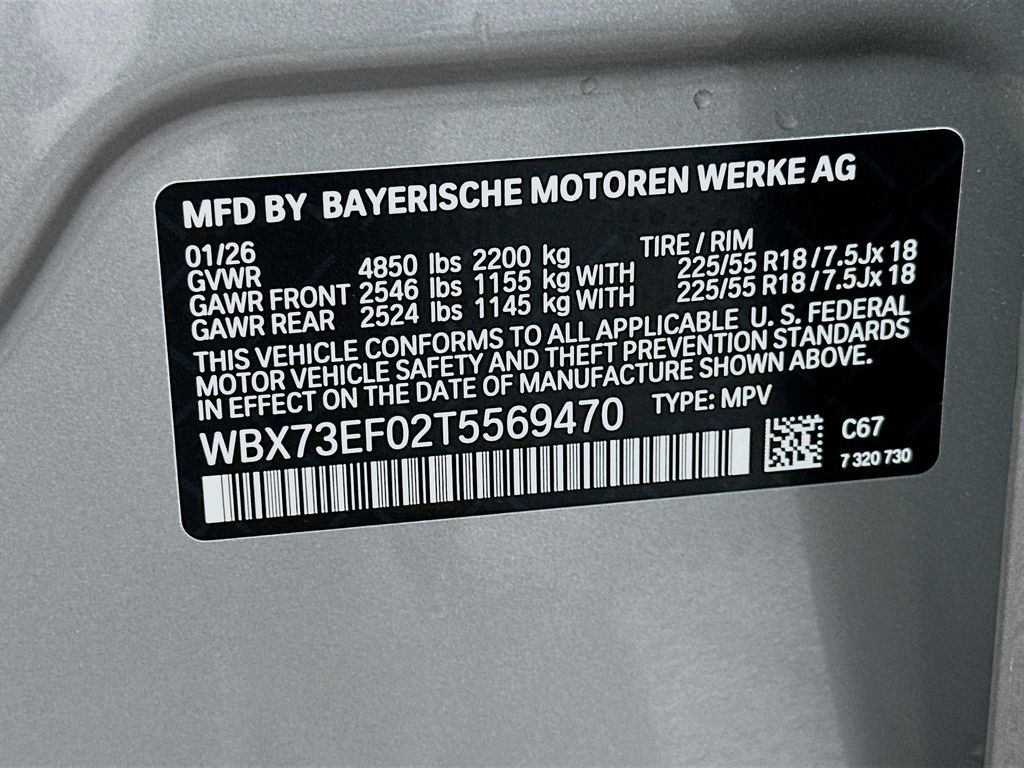 MFD BY BAYERISCHE MOTOREN WERKE AG
01/26 TIRE / RIM
GVWR 4850 lbs 2200 kg
GAWR FRONT 2546 lbs 1155 kg WITH 225/55 R18 / 7.5Jx 18
GAWR REAR 2524 lbs 1145 kg WITH 225/55 R18 / 7.5Jx 18
THIS VEHICLE CONFORMS TO ALL APPLICABLE U. S. FEDERAL
MOTOR VEHICLE SAFETY AND THEFT PREVENTION STANDARDS
IN EFFECT ON THE DATE OF MANUFACTURE SHOWN ABOVE.
WBX73EF02T5569470 TYPE: MPV
C67
7 320 730